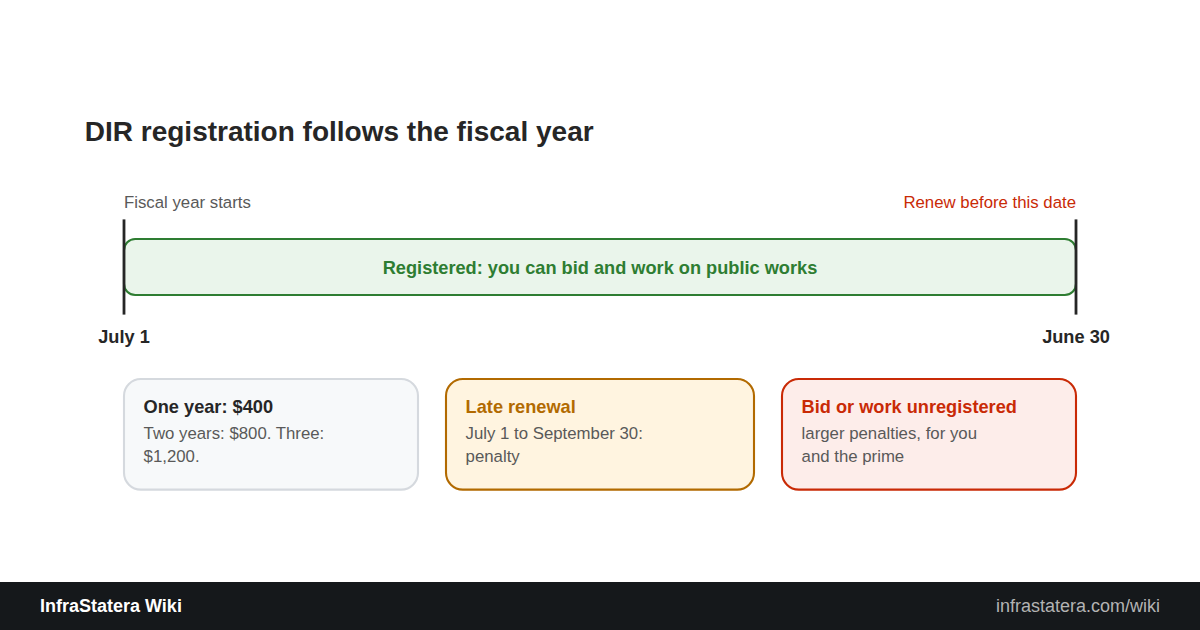 DIR registration follows the fiscal year
Fiscal year starts
Renew before this date
Registered: you can bid and work on public works
July 1
June 30
One year: $400
Two years: $800. Three:
$1,200.
Late renewal
July 1 to September 30:
penalty
Bid or work unregistered
larger penalties, for you
and the prime
InfraStatera Wiki
infrastatera.com/wiki